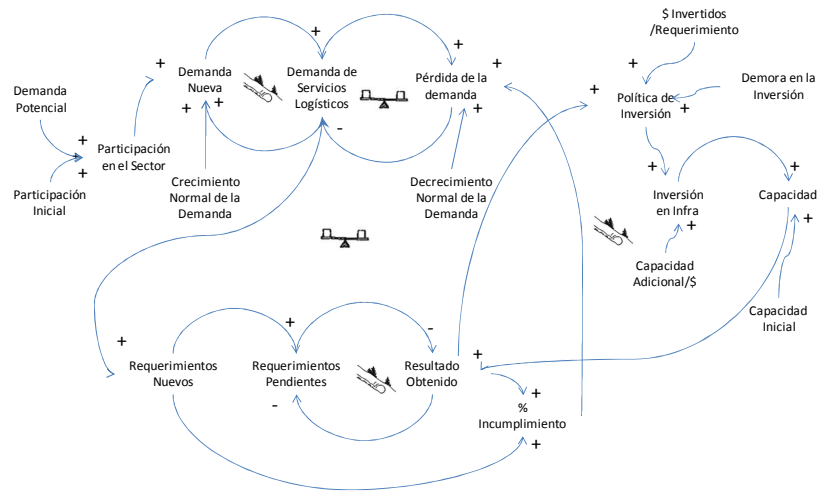 $ Invertidos
/Requerimiento
+
+
+
+
+
Demanda
Nueva
Demanda de
Servicios
Logísticos
Pérdida de la
demanda
Demanda
Potencial
Política de
Inversión
Demora en la
Inversión
+
+
+
+
+
+
-
+
+
Participación
en el Sector
+
+
+
Participación
Inicial
Crecimiento
Normal de la
Demanda
Decrecimiento
Normal de la
Demanda
Inversión
en Infra
Capacidad
+
+
Capacidad
Adicional/$
Capacidad
Inicial
+
+
-
+
Requerimientos
Nuevos
Requerimientos
Pendientes
Resultado
Obtenido
-
+
%
Incumplimiento
+